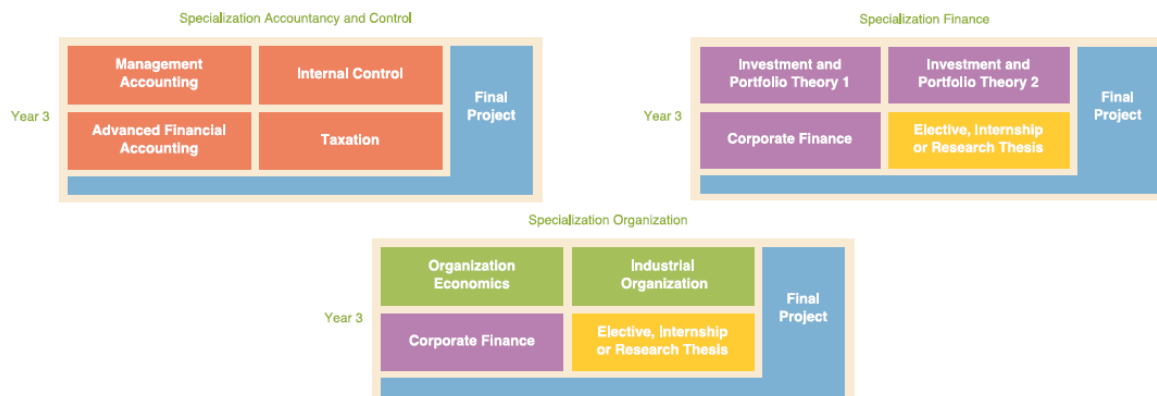 Specialization Accountancy and Control
Year 3
Management
Accounting
Internal Control
Final
Project
Advanced Financial
Accounting
Taxation
Specialization Finance
Year 3
Investment and
Portfolio Theory 1
Investment and
Portfolio Theory 2
Final
Project
Corporate Finance
Elective, Internship
or Research Thesis
Specialization Organization
Year 3
Organization
Economics
Industrial
Organization
Final
Project
Corporate Finance
Elective, Internship
or Research Thesis